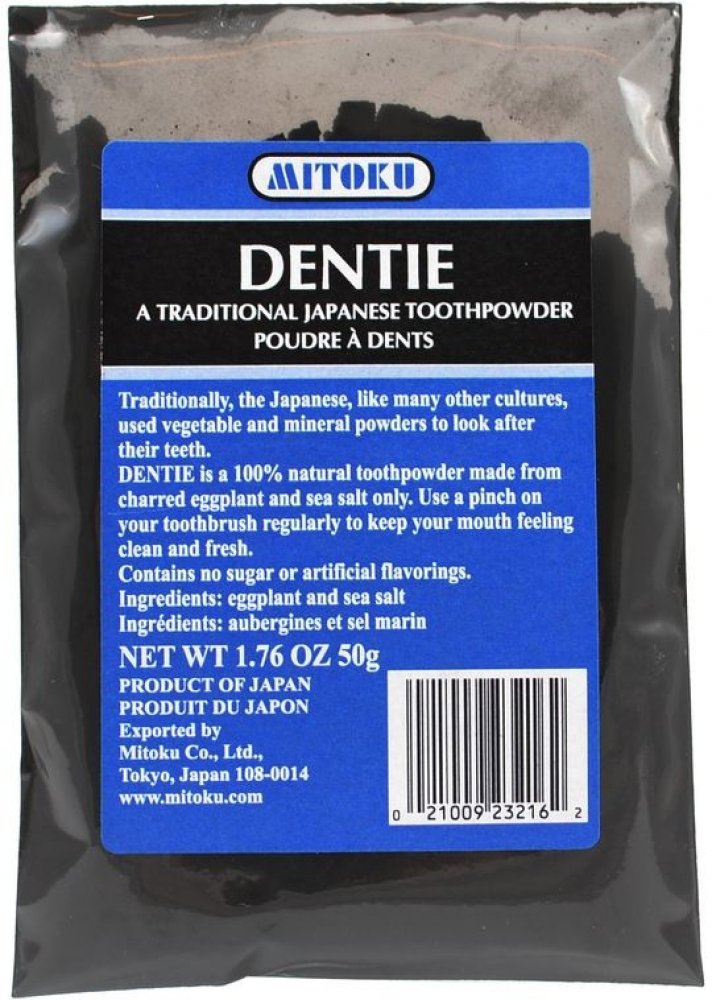 MITOKU
DENTIE
A TRADITIONAL JAPANESE TOOTHPOWDER
POUDRE À DENTS
Traditionally, the Japanese, like many other cultures,
used vegetable and mineral powders to look after
their teeth.
DENTIE is a 100% natural toothpowder made from
charred eggplant and sea salt only. Use a pinch on
your toothbrush regularly to keep your mouth feeling
clean and fresh.
Contains no sugar or artificial flavorings.
Ingredients: eggplant and sea salt
Ingrédients: aubergines et sel marin
NET WT 1.76 OZ 50g
PRODUCT OF JAPAN
PRODUIT DU JAPON
Exported by
Mitoku Co., Ltd.,
Tokyo, Japan 108-0014
www.mitoku.com
0 21009 23216 2